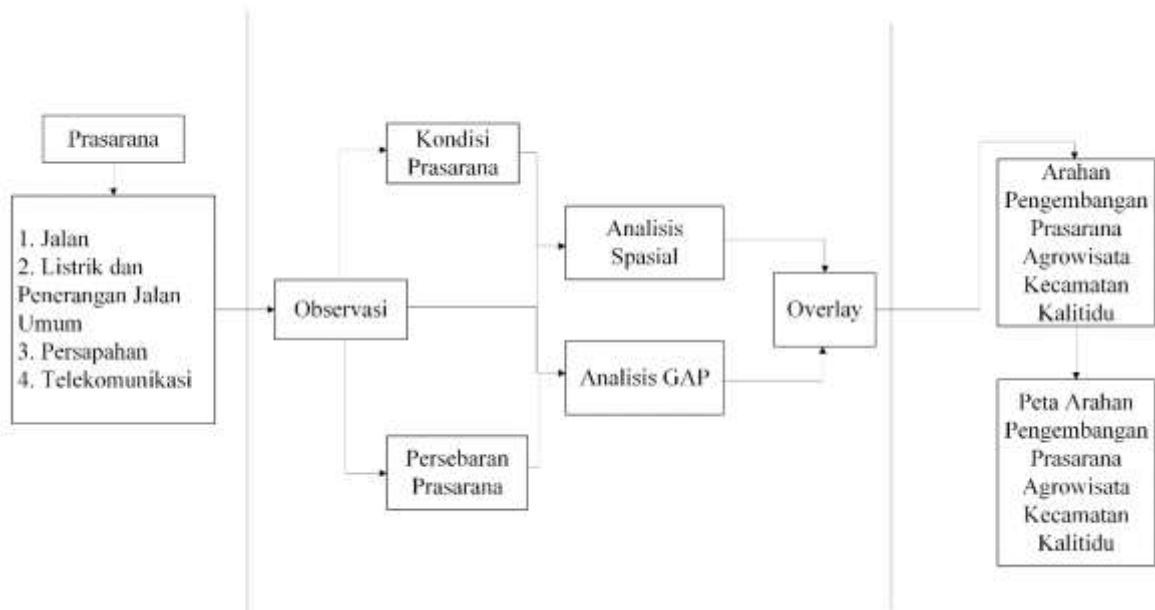 Prasarana
1. Jalan
2. Listrik dan
Penerangan Jalan
Umum
3. Persapahan
4. Telekomunikasi
Observasi
Kondisi
Prasarana
Persebaran
Prasarana
Analisis
Spasial
Analisis GAP
Overlay
Arahan
Pengembangan
Prasarana
Agrowisata
Kecamatan
Kalitidu
Peta Arahan
Pengembangan
Prasarana
Agrowisata
Kecamatan
Kalitidu